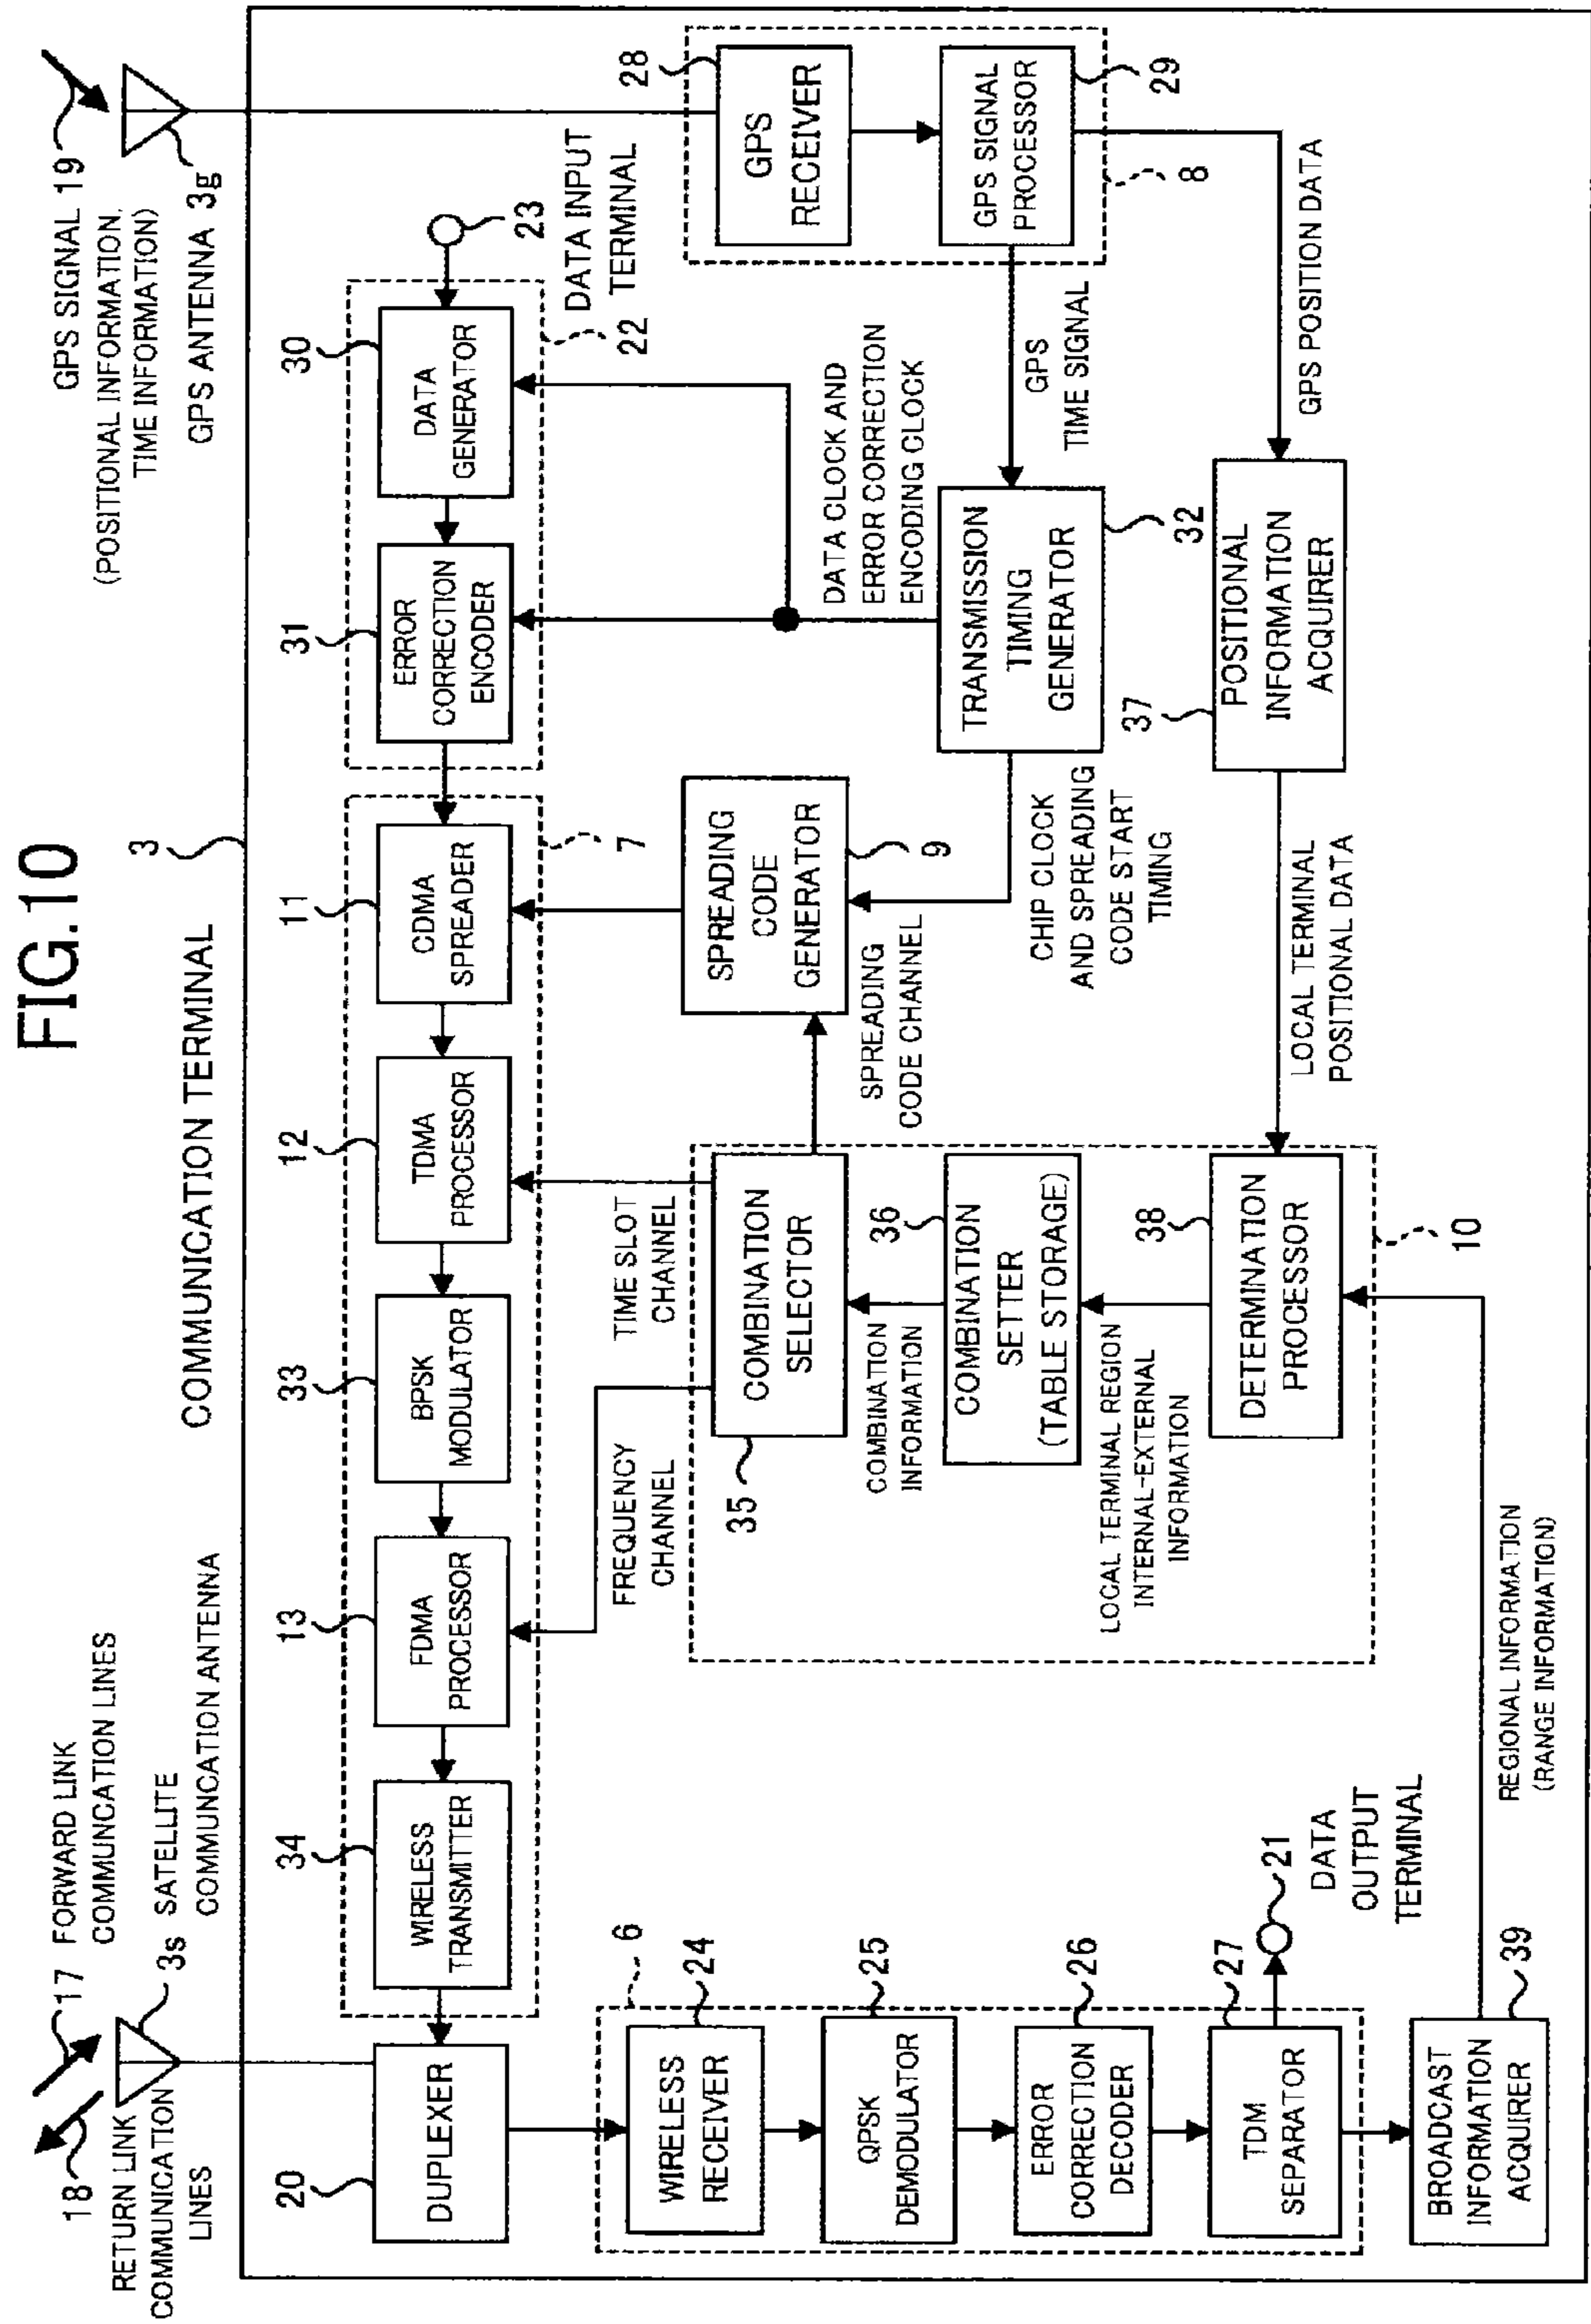 FIG.10
18
17
FORWARD LINK
COMMUNCATION LINES
RETURN LINK
COMMUNICATION
LINES
3s
SATELLITE
COMMUNCATION ANTENNA
COMMUNICATION TERMINAL
3
GPS SIGNAL 19
(POSITIONAL INFORMATION,
TIME INFORMATION)
GPS ANTENNA 3g
20
DUPLEXER
34
WIRELESS
TRANSMITTER
13
FDMA
PROCESSOR
33
BPSK
MODULATOR
12
TDMA
PROCESSOR
11
CDMA
SPREADER
7
31
ERROR
CORRECTION
ENCODER
30
DATA
GENERATOR
22
23
DATA INPUT
TERMINAL
6
24
WIRELESS
RECEIVER
25
QPSK
DEMODULATOR
26
ERROR
CORRECTION
DECODER
27
TDM
SEPARATOR
21
DATA
OUTPUT
TERMINAL
39
BROADCAST
INFORMATION
ACQUIRER
REGIONAL INFORMATION
(RANGE INFORMATION)
FREQUENCY
CHANNEL
TIME SLOT
CHANNEL
35
COMBINATION
SELECTOR
SPREADING
CODE CHANNEL
COMBINATION
INFORMATION
36
COMBINATION
SETTER
(TABLE STORAGE)
LOCAL TERMINAL REGION
INTERNAL-EXTERNAL
INFORMATION
38
DETERMINATION
PROCESSOR
10
SPREADING
CODE
GENERATOR
9
CHIP CLOCK
AND SPREADING
CODE START
TIMING
DATA CLOCK AND
ERROR CORRECTION
ENCODING CLOCK
TRANSMISSION
TIMING
GENERATOR
32
GPS
TIME SIGNAL
28
GPS
RECEIVER
GPS SIGNAL
PROCESSOR
29
8
GPS POSITION DATA
37
POSITIONAL
INFORMATION
ACQUIRER
LOCAL TERMINAL
POSITIONAL DATA